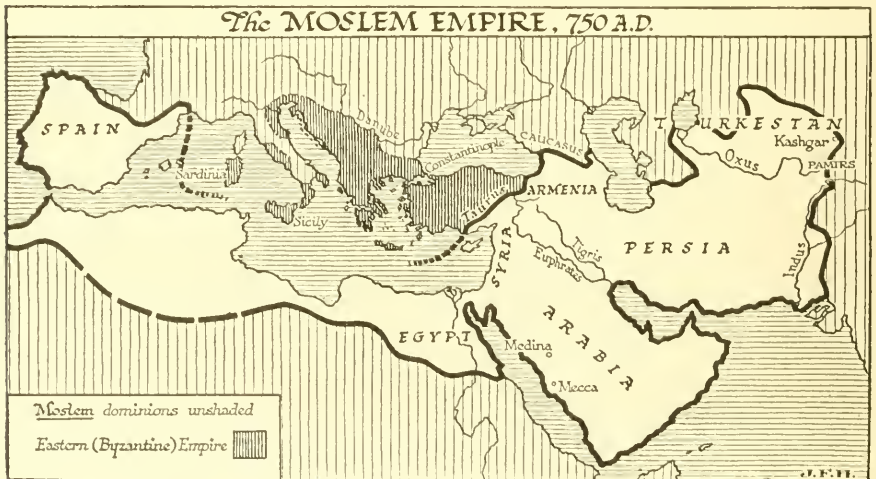 The MOSLEM EMPIRE, 750 A.D.
SPAIN
Sardinia
Sicily
Danube
Constantinople
CAUCASUS
TURKESTAN
Kashgar
Oxus
PAMIRS
Taurus
ARMENIA
SYRIA
Tigris
Euphrates
PERSIA
Indus
EGYPT
ARABIA
Medina
Mecca
Moslem dominions unshaded
Eastern (Byzantine) Empire
J.F.H.